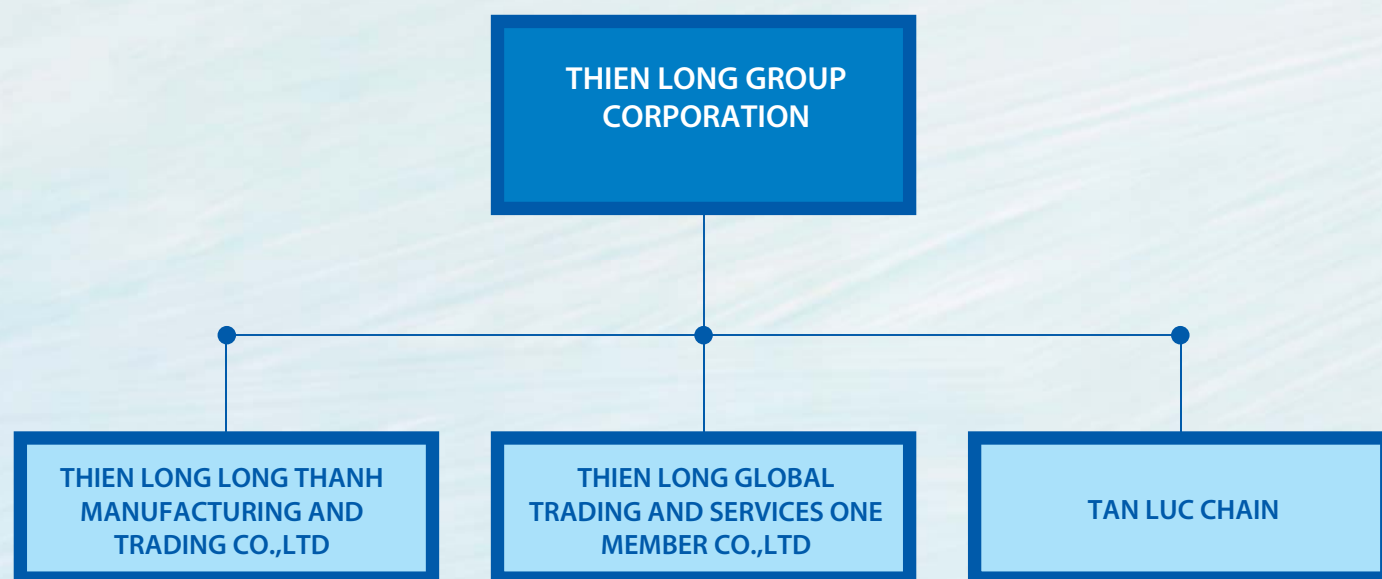 THIEN LONG GROUP
CORPORATION
THIEN LONG LONG THANH
MANUFACTURING AND
TRADING CO.,LTD
THIEN LONG GLOBAL
TRADING AND SERVICES ONE
MEMBER CO.,LTD
TAN LUC CHAIN